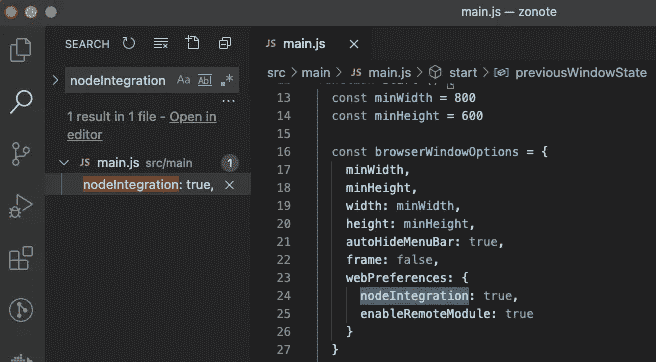 main.js — zonote
SEARCH
nodeIntegration Aa Abl .*
1 result in 1 file - Open in
editor
main.js src/main 1
nodeIntegration: true,
main.js
src > main > JS main.js > start > previousWindowState
13 const minWidth = 800
14 const minHeight = 600
15
16 const browserWindowOptions = {
17 minWidth,
18 minHeight,
19 width: minWidth,
20 height: minHeight,
21 autoHideMenuBar: true,
22 frame: false,
23 webPreferences: {
24 nodeIntegration: true,
25 enableRemoteModule: true
26 }
27 }